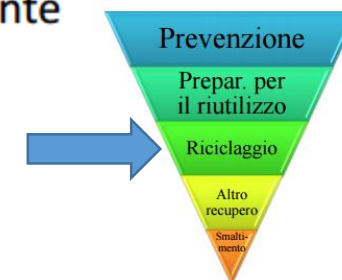 nte
Prevenzione
Prepar. per
il riutilizzo
Riciclaggio
Altro
recupero
Smalti-
mento